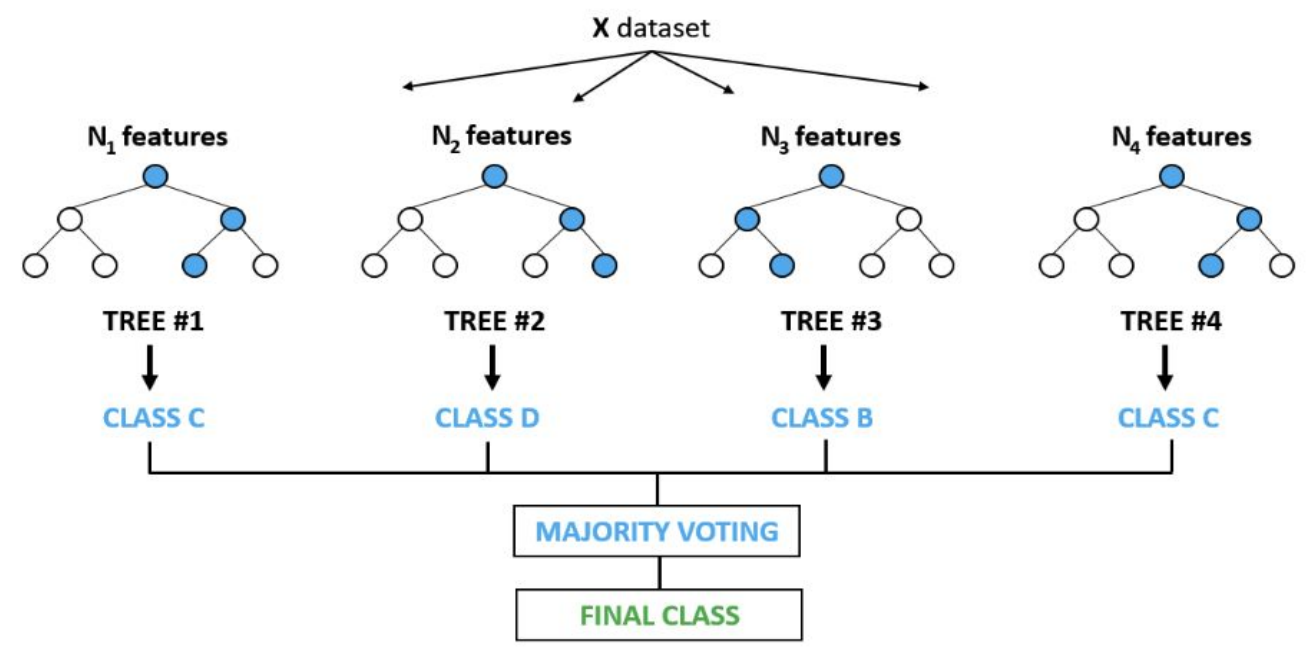 X dataset
N1 features
N2 features
N3 features
N4 features
TREE #1
TREE #2
TREE #3
TREE #4
CLASS C
CLASS D
CLASS B
CLASS C
MAJORITY VOTING
FINAL CLASS